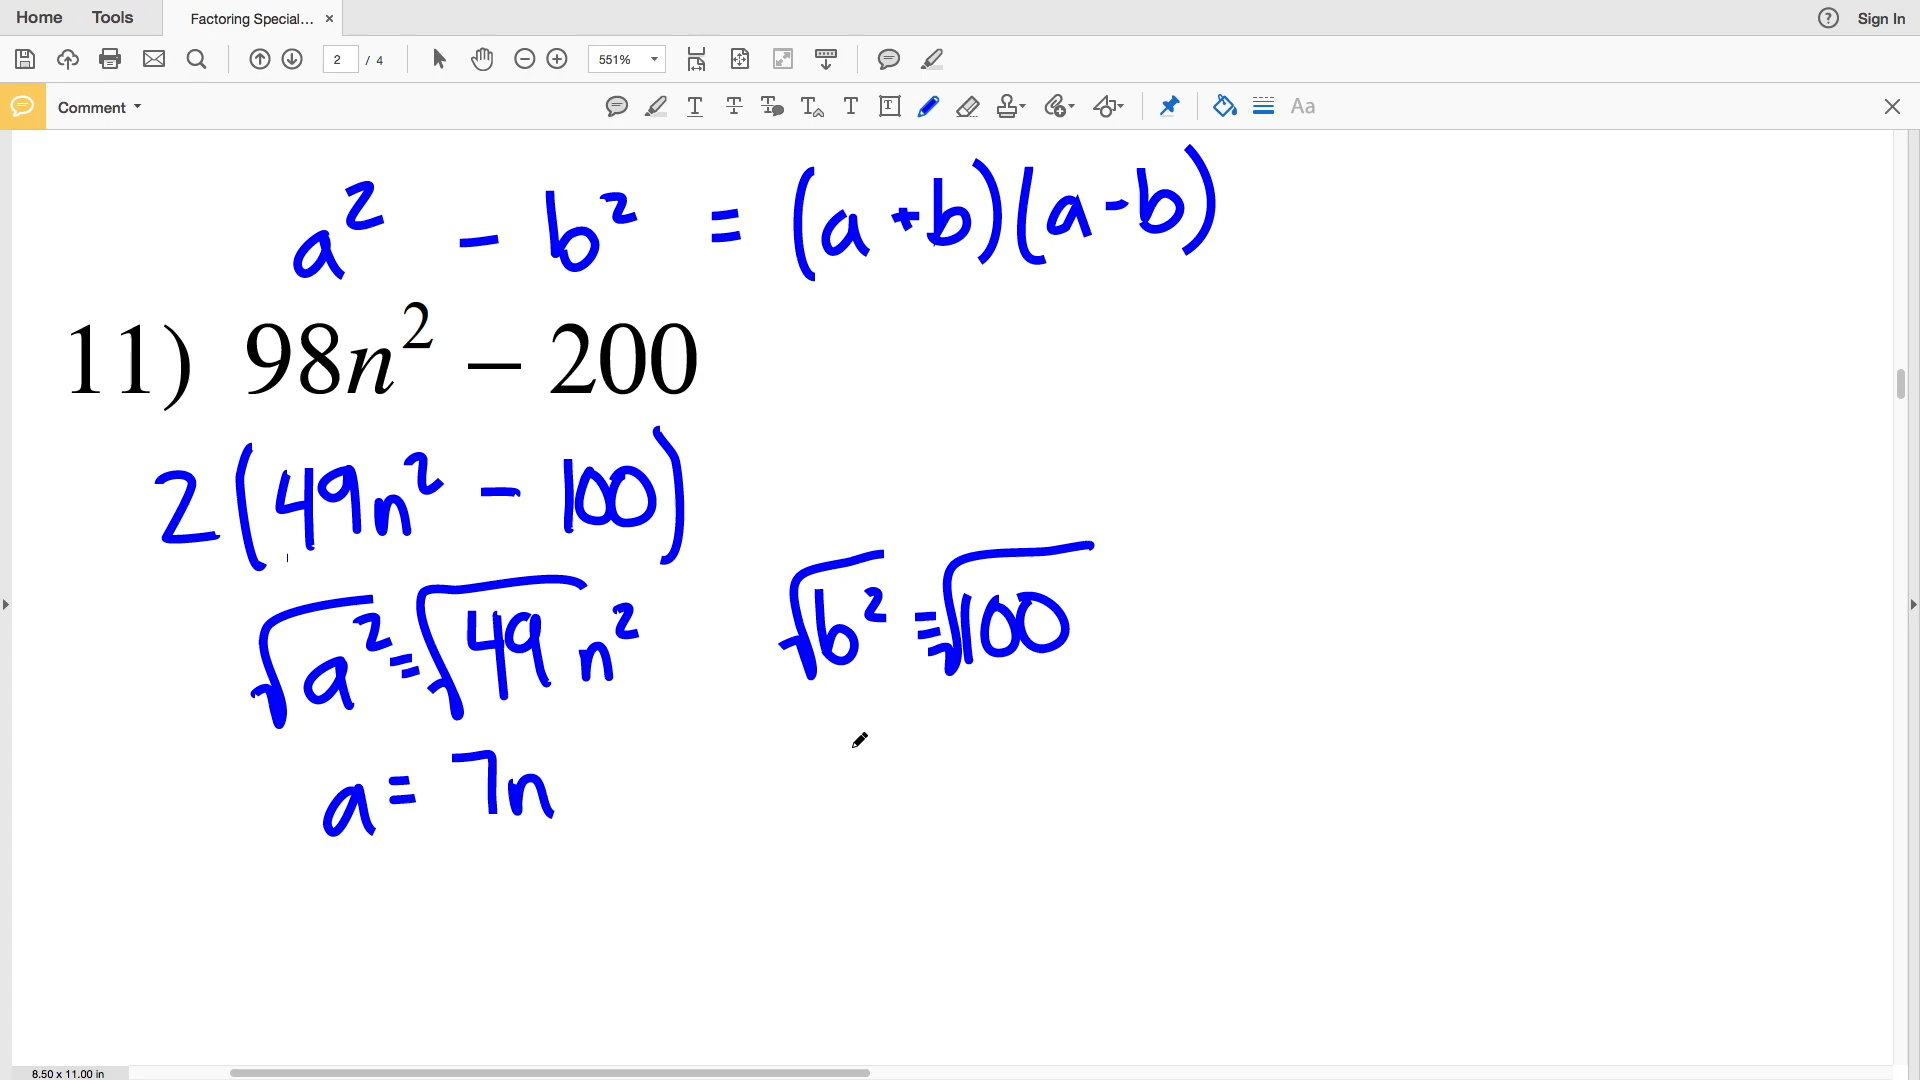 Home Tools Factoring Special... × ? Sign In
2 / 4 551%
Comment T T T T T T Aa
a² - b² = (a+b)(a-b)
11) 98n² – 200
2(49n² - 100)
√a² = √49n² √b² = √100
a = 7n
8.50 x 11.00 in